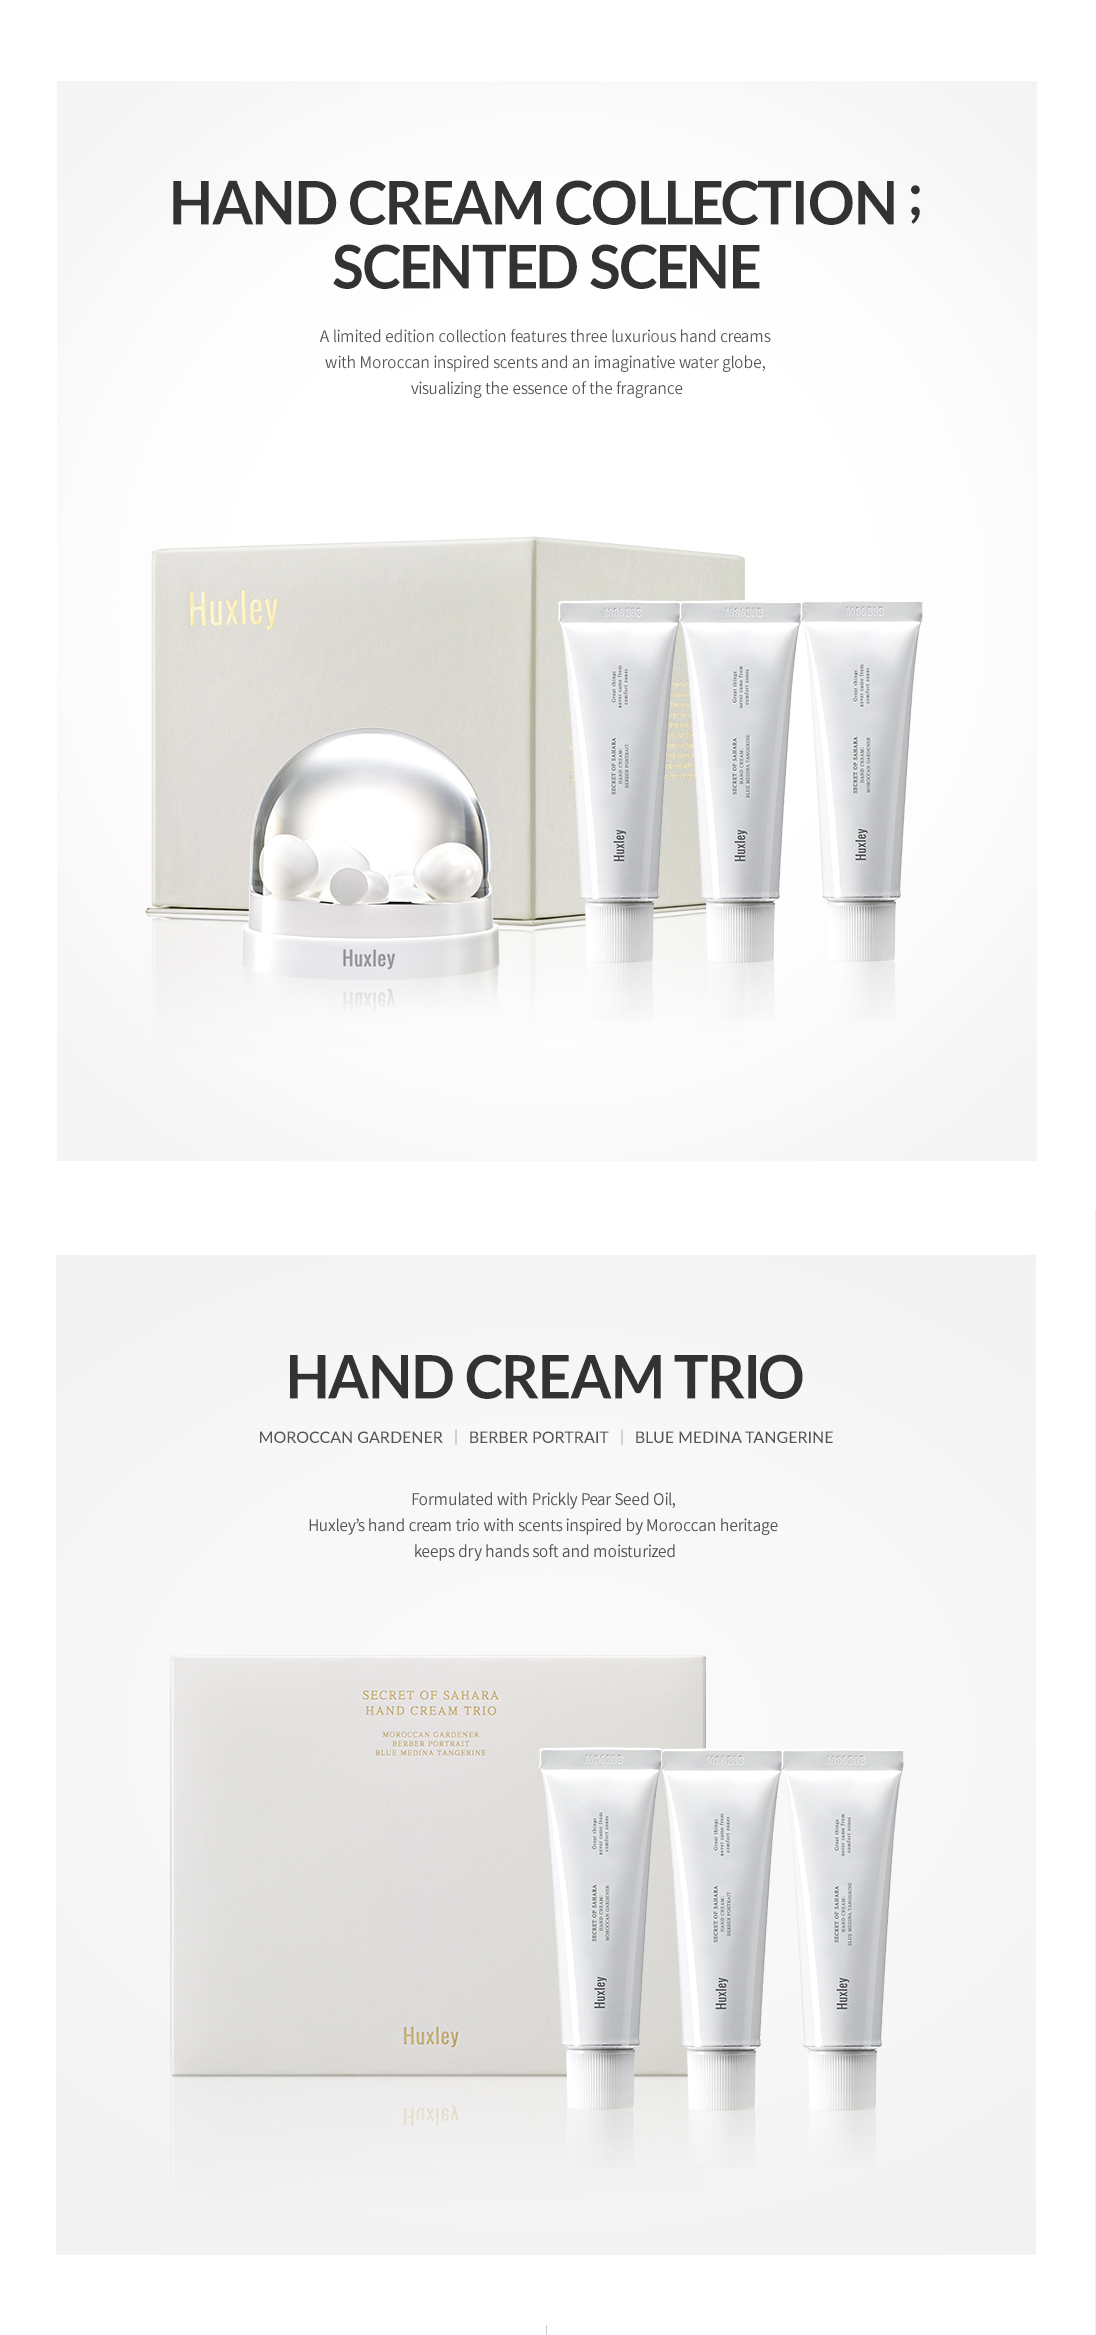 HAND CREAM COLLECTION ;
SCENTED SCENE
A limited edition collection features three luxurious hand creams
with Moroccan inspired scents and an imaginative water globe,
visualizing the essence of the fragrance
Huxley
Huxley
Great things
never came from
comfort zones
SECRET OF SAHARA
HAND CREAM;
BERBER PORTRAIT
Huxley
Great things
never came from
comfort zones
SECRET OF SAHARA
HAND CREAM;
BLUE MEDINA TANGERINE
Huxley
Great things
never came from
comfort zones
SECRET OF SAHARA
HAND CREAM;
MOROCCAN GARDENER
Huxley
HAND CREAM TRIO
MOROCCAN GARDENER | BERBER PORTRAIT | BLUE MEDINA TANGERINE
Formulated with Prickly Pear Seed Oil,
Huxley’s hand cream trio with scents inspired by Moroccan heritage
keeps dry hands soft and moisturized
SECRET OF SAHARA
HAND CREAM TRIO
MOROCCAN GARDENER
BERBER PORTRAIT
BLUE MEDINA TANGERINE
Huxley
Great things
never came from
comfort zones
SECRET OF SAHARA
HAND CREAM;
MOROCCAN GARDENER
Huxley
Great things
never came from
comfort zones
SECRET OF SAHARA
HAND CREAM;
BERBER PORTRAIT
Huxley
Great things
never came from
comfort zones
SECRET OF SAHARA
HAND CREAM;
BLUE MEDINA TANGERINE
Huxley